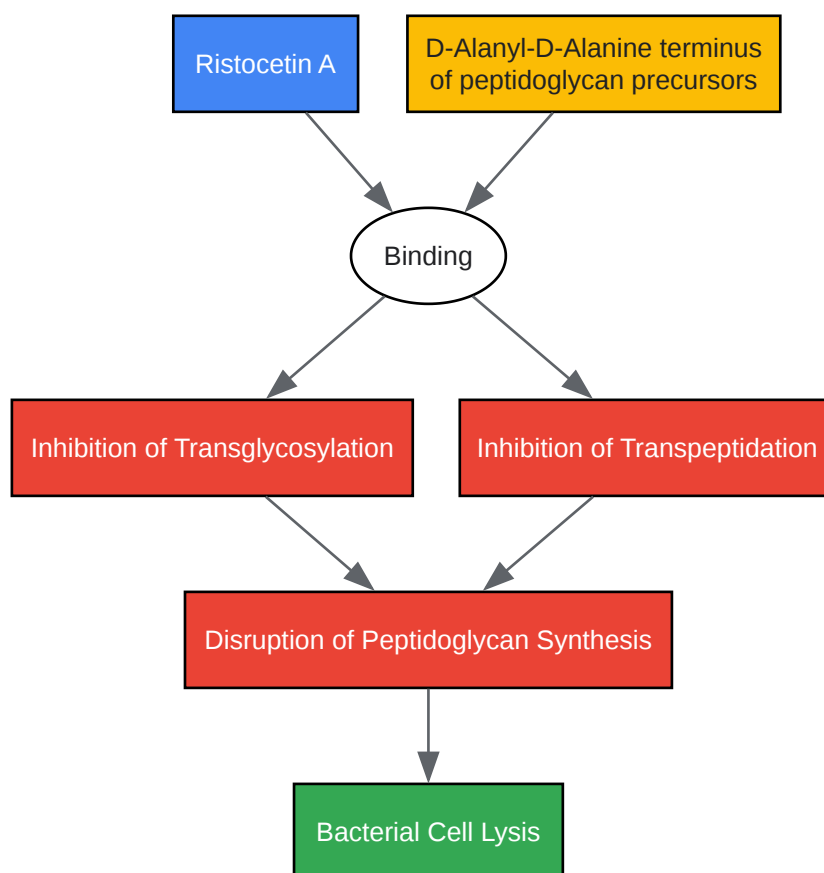 Ristocetin A
D-Alanyl-D-Alanine terminus
of peptidoglycan precursors
Binding
Inhibition of Transglycosylation
Inhibition of Transpeptidation
Disruption of Peptidoglycan Synthesis
Bacterial Cell Lysis